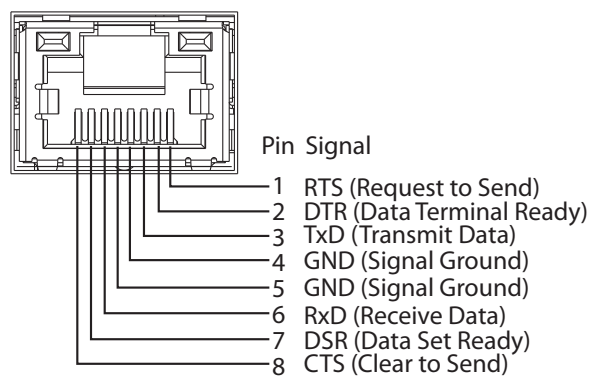 Pin Signal
1 RTS (Request to Send)
2 DTR (Data Terminal Ready)
3 TxD (Transmit Data)
4 GND (Signal Ground)
5 GND (Signal Ground)
6 RxD (Receive Data)
7 DSR (Data Set Ready)
8 CTS (Clear to Send)